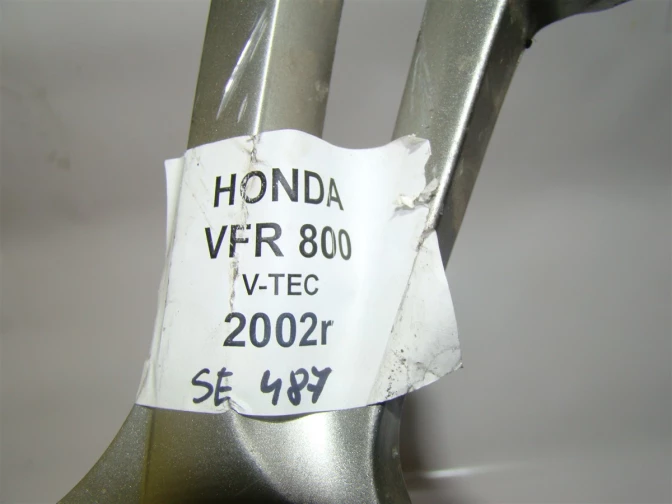 HONDA
VFR 800
V-TEC
2002r
SE 487